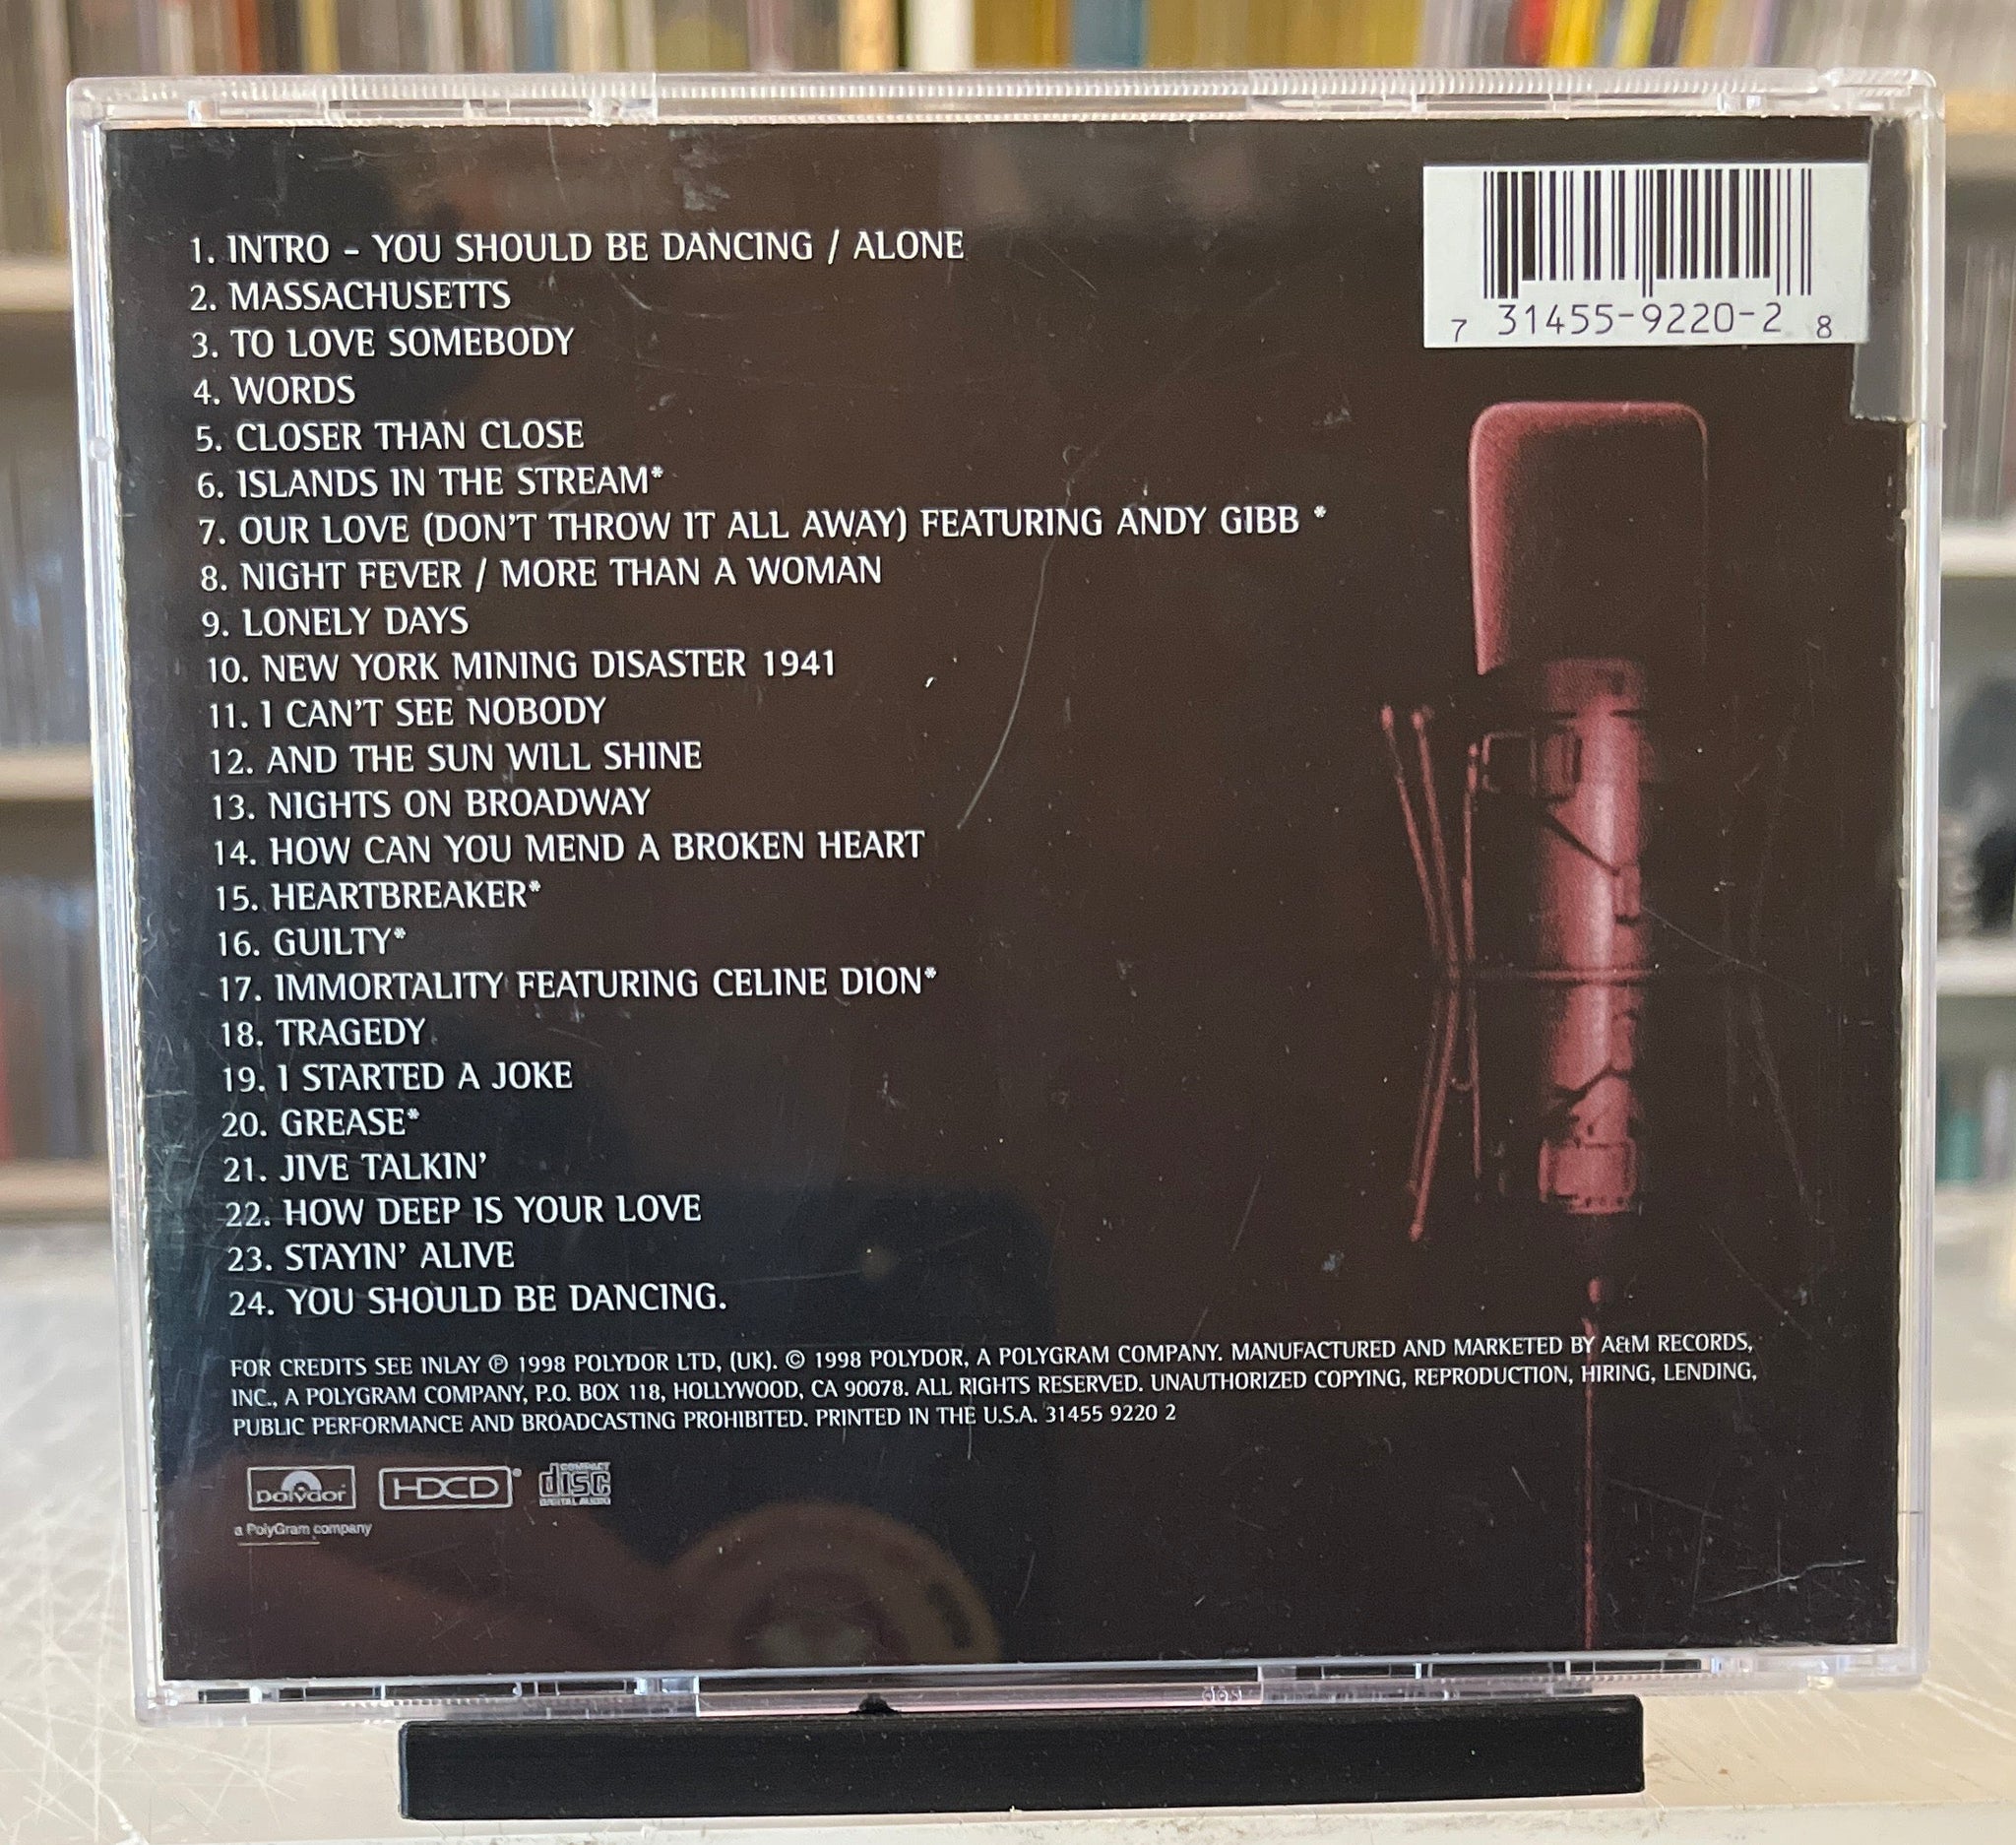 7 31455-9220-2 8
1. INTRO - YOU SHOULD BE DANCING / ALONE
2. MASSACHUSETTS
3. TO LOVE SOMEBODY
4. WORDS
5. CLOSER THAN CLOSE
6. ISLANDS IN THE STREAM*
7. OUR LOVE (DON'T THROW IT ALL AWAY) FEATURING ANDY GIBB *
8. NIGHT FEVER / MORE THAN A WOMAN
9. LONELY DAYS
10. NEW YORK MINING DISASTER 1941
11. I CAN'T SEE NOBODY
12. AND THE SUN WILL SHINE
13. NIGHTS ON BROADWAY
14. HOW CAN YOU MEND A BROKEN HEART
15. HEARTBREAKER*
16. GUILTY*
17. IMMORTALITY FEATURING CELINE DION*
18. TRAGEDY
19. I STARTED A JOKE
20. GREASE*
21. JIVE TALKIN'
22. HOW DEEP IS YOUR LOVE
23. STAYIN' ALIVE
24. YOU SHOULD BE DANCING.
FOR CREDITS SEE INLAY ℗ 1998 POLYDOR LTD, (UK). © 1998 POLYDOR, A POLYGRAM COMPANY. MANUFACTURED AND MARKETED BY A&M RECORDS,
INC., A POLYGRAM COMPANY, P.O. BOX 118, HOLLYWOOD, CA 90078. ALL RIGHTS RESERVED. UNAUTHORIZED COPYING, REPRODUCTION, HIRING, LENDING,
PUBLIC PERFORMANCE AND BROADCASTING PROHIBITED. PRINTED IN THE U.S.A. 31455 9220 2
polydor HDCD® COMPACT disc DIGITAL AUDIO
a PolyGram company